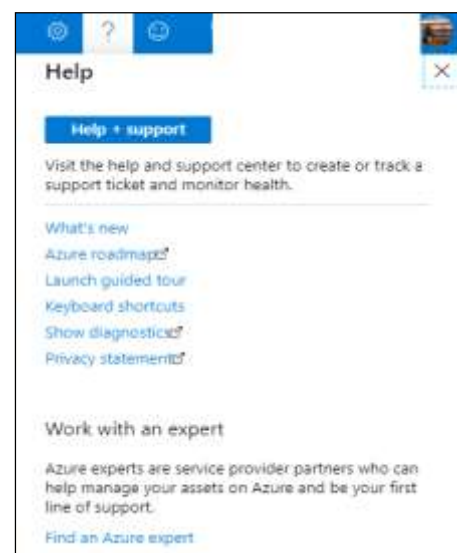 ?
Help
Help + support
Visit the help and support center to create or track a
support ticket and monitor health.
What's new
Azure roadmap
Launch guided tour
Keyboard shortcuts
Show diagnostics
Privacy statement
Work with an expert
Azure experts are service provider partners who can
help manage your assets on Azure and be your first
line of support.
Find an Azure expert